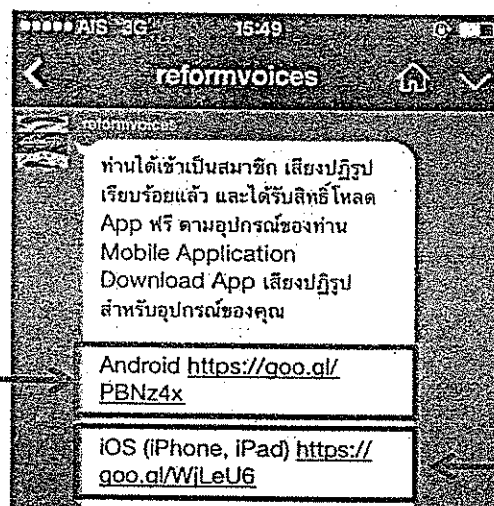 AIS 3G 15:49
reformvoices
reformvoices
ท่านได้เข้าเป็นสมาชิก เสียงปฏิรูป
เรียบร้อยแล้ว และได้รับสิทธิ์โหลด
App ฟรี ตามอุปกรณ์ของท่าน
Mobile Application
Download App เสียงปฏิรูป
สำหรับอุปกรณ์ของคุณ
Android https://goo.gl/
PBNz4x
iOS (iPhone, iPad) https://
goo.gl/WjLeU6